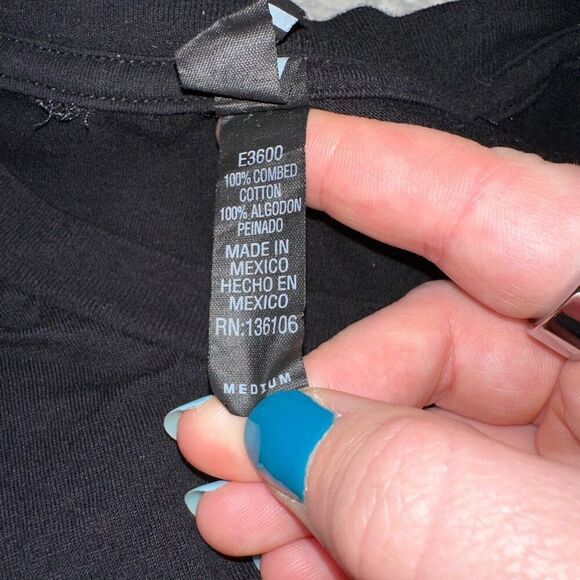 E3600
100% COMBED
COTTON
100% ALGODON
PEINADO
MADE IN
MEXICO
HECHO EN
MEXICO
RN:136106
MEDIUM